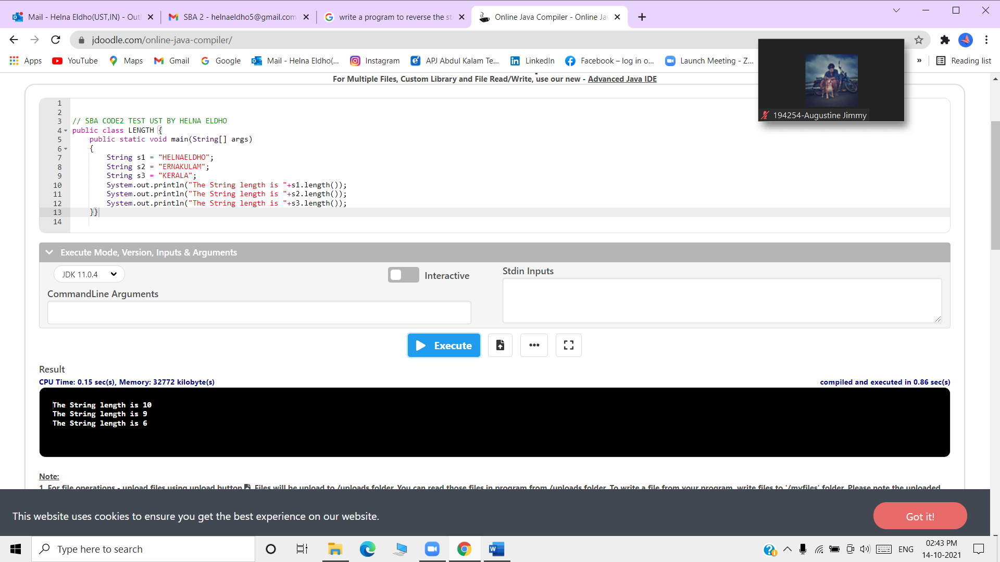 Mail - Helna Eldho(UST,IN) - Out
SBA 2 - helnaeldho5@gmail.com
write a program to reverse the st
Online Java Compiler - Online Ja
jdoodle.com/online-java-compiler/
Apps
YouTube
Maps
Gmail
Google
Mail - Helna Eldho(...
Instagram
APJ Abdul Kalam Te...
LinkedIn
Facebook – log in o...
Launch Meeting - Z...
»
Reading list
194254-Augustine Jimmy
For Multiple Files, Custom Library and File Read/Write, use our new - Advanced Java IDE
1
2
3 // SBA CODE2 TEST UST BY HELNA ELDHO
4 public class LENGTH {
5 public static void main(String[] args)
6 {
7 String s1 = "HELNAELDHO";
8 String s2 = "ERNAKULAM";
9 String s3 = "KERALA";
10 System.out.println("The String length is "+s1.length());
11 System.out.println("The String length is "+s2.length());
12 System.out.println("The String length is "+s3.length());
13 }}
14
Execute Mode, Version, Inputs & Arguments
JDK 11.0.4
Interactive
Stdin Inputs
CommandLine Arguments
Execute
Result
CPU Time: 0.15 sec(s), Memory: 32772 kilobyte(s)
compiled and executed in 0.86 sec(s)
The String length is 10
The String length is 9
The String length is 6
Note:
1. For file operations - upload files using upload button . Files will be upload to /uploads folder. You can read those files in program from /uploads folder. To write a file from your program, write files to '/myfiles' folder. Please note the uploaded
This website uses cookies to ensure you get the best experience on our website.
Got it!
Type here to search
ENG
02:43 PM
14-10-2021